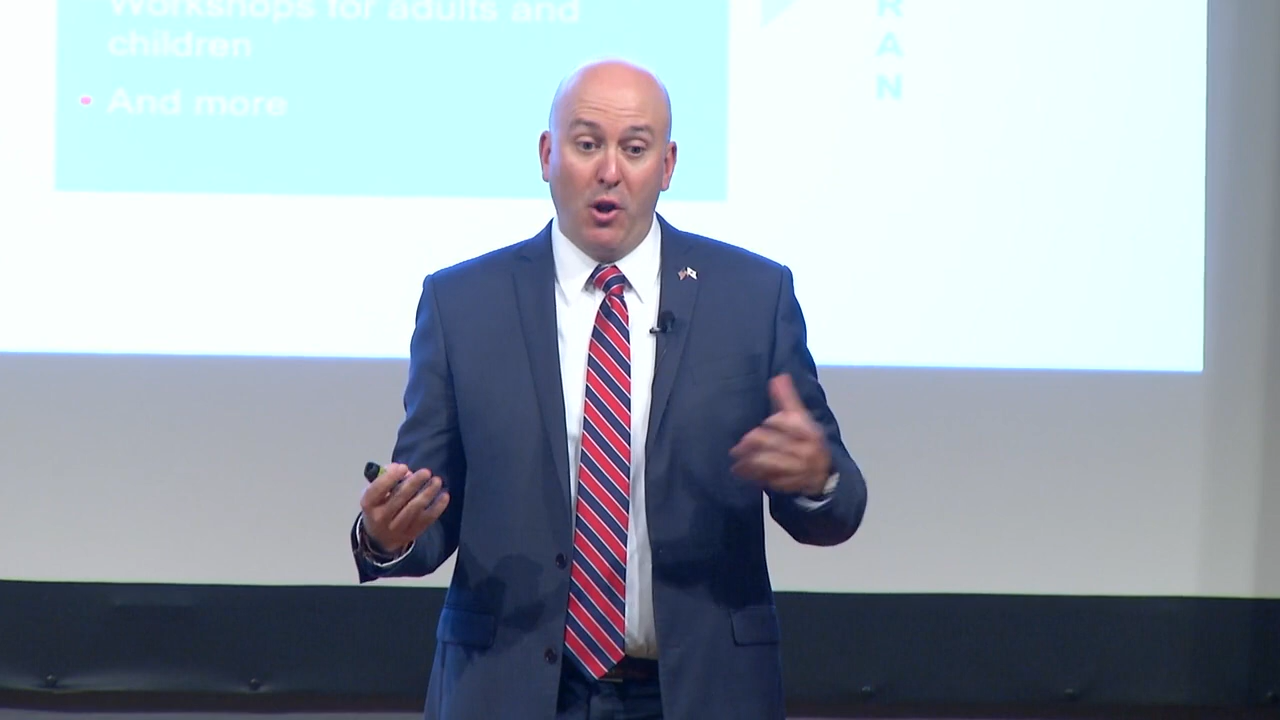 Workshops for adults and
children
• And more
R
A
N